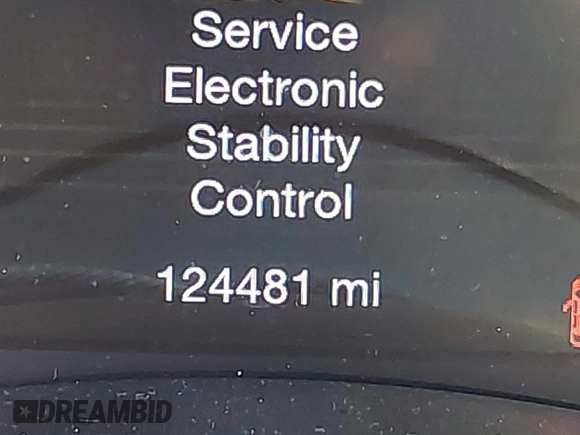 Service
Electronic
Stability
Control
124481 mi
DREAMBID